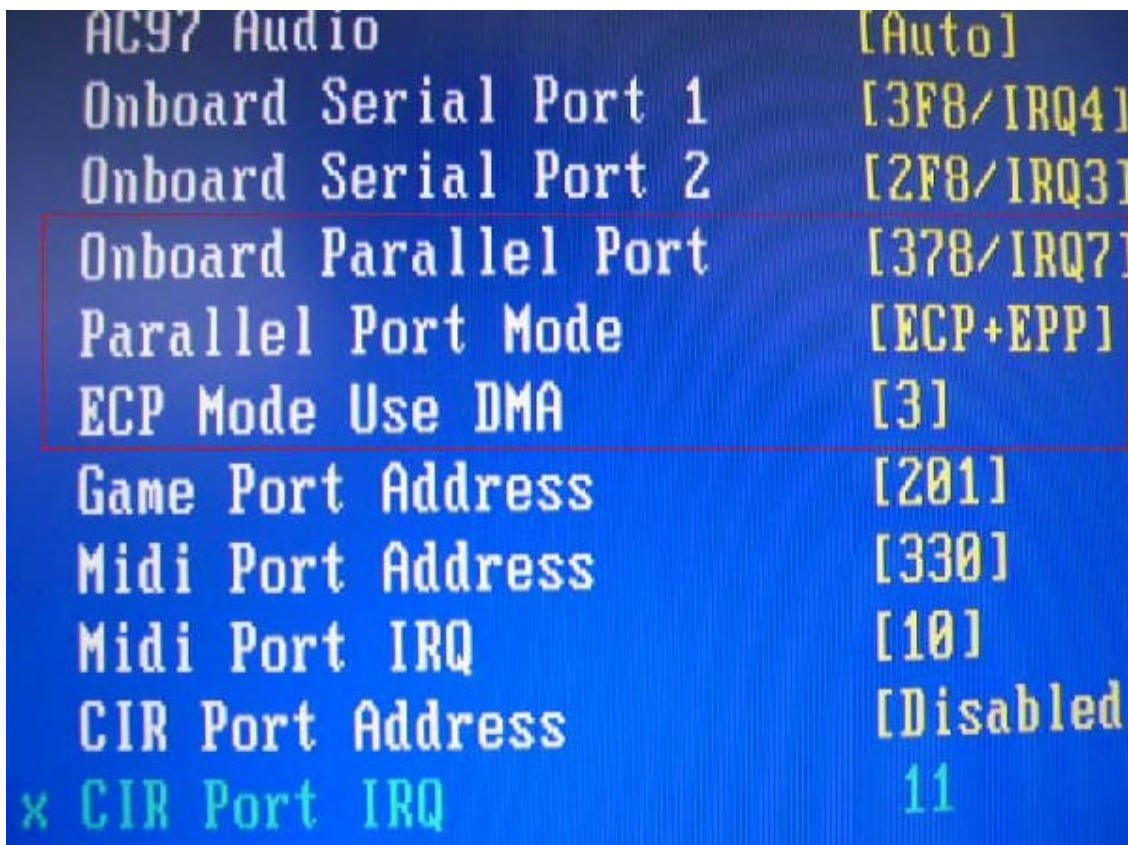 AC97 Audio [Auto]
Onboard Serial Port 1 [3F8/IRQ4]
Onboard Serial Port 2 [2F8/IRQ3]
Onboard Parallel Port [378/IRQ7]
Parallel Port Mode [ECP+EPP]
ECP Mode Use DMA [3]
Game Port Address [201]
Midi Port Address [330]
Midi Port IRQ [10]
CIR Port Address [Disabled
x CIR Port IRQ 11